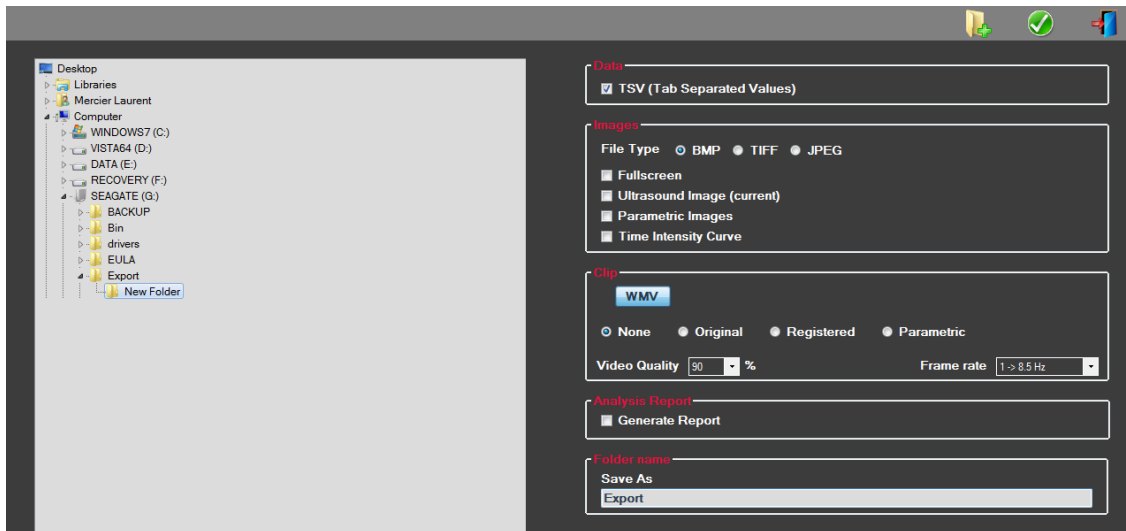 Desktop
Libraries
Mercier Laurent
Computer
WINDOWS7 (C:)
VISTA64 (D:)
DATA (E:)
RECOVERY (F:)
SEAGATE (G:)
BACKUP
Bin
drivers
EULA
Export
New Folder
Data
TSV (Tab Separated Values)
Images
File Type BMP TIFF JPEG
Fullscreen
Ultrasound Image (current)
Parametric Images
Time Intensity Curve
Clip
WMV
None Original Registered Parametric
Video Quality 90 % Frame rate 1 -> 8.5 Hz
Analysis Report
Generate Report
Folder name
Save As
Export